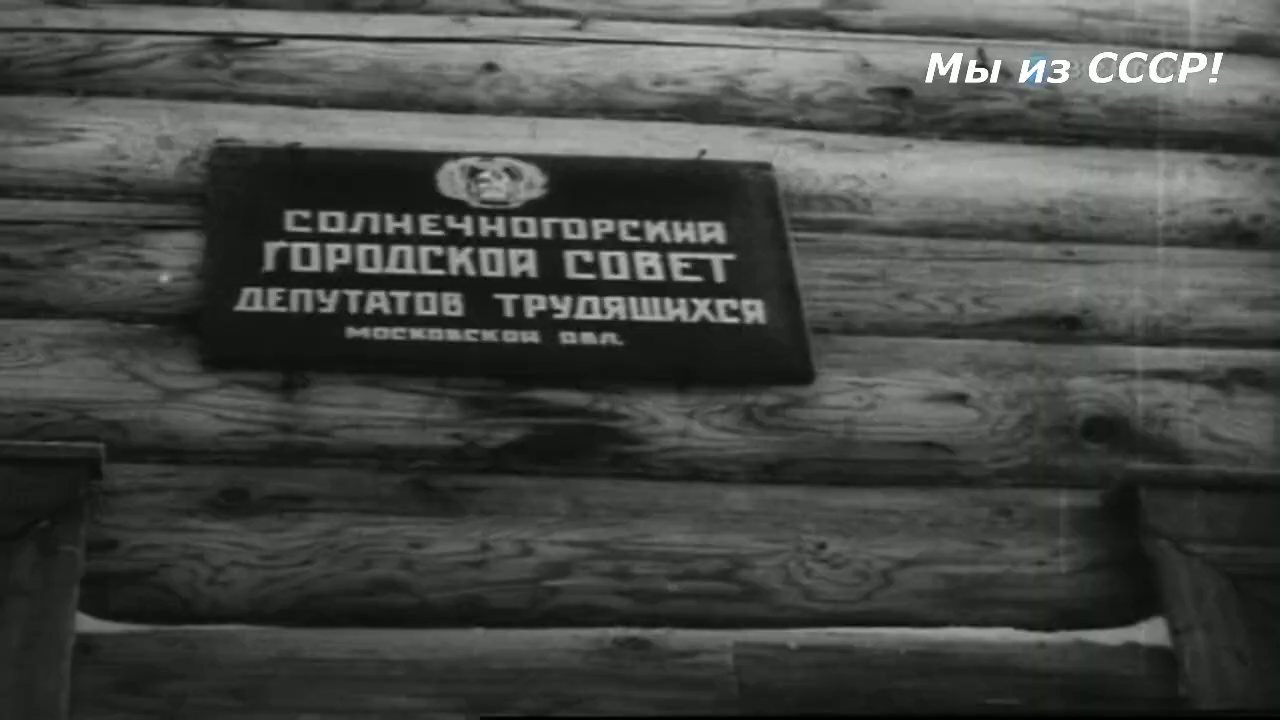 Мы из СССР!
СОЛНЕЧНОГОРСКИЙ
ГОРОДСКОЙ СОВЕТ
ДЕПУТАТОВ ТРУДЯЩИХСЯ
МОСКОВСКОЙ ОБЛ.